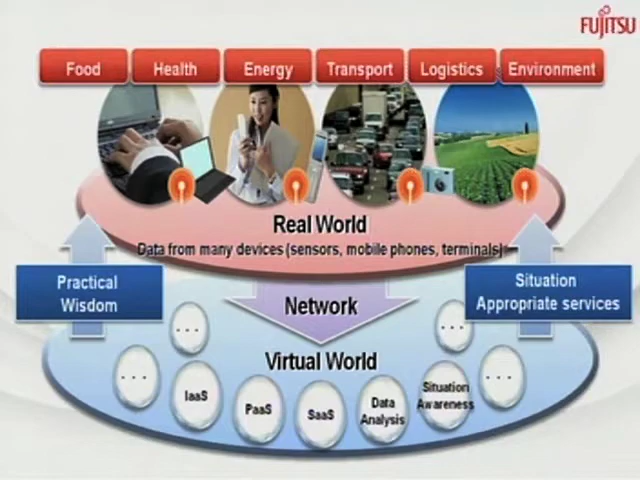 FUJITSU
Food
Health
Energy
Transport
Logistics
Environment
Real World
Data from many devices (sensors, mobile phones, terminals)
Practical
Wisdom
Network
Situation
Appropriate services
Virtual World
...
...
...
...
IaaS
PaaS
SaaS
Data
Analysis
Situation
Awareness